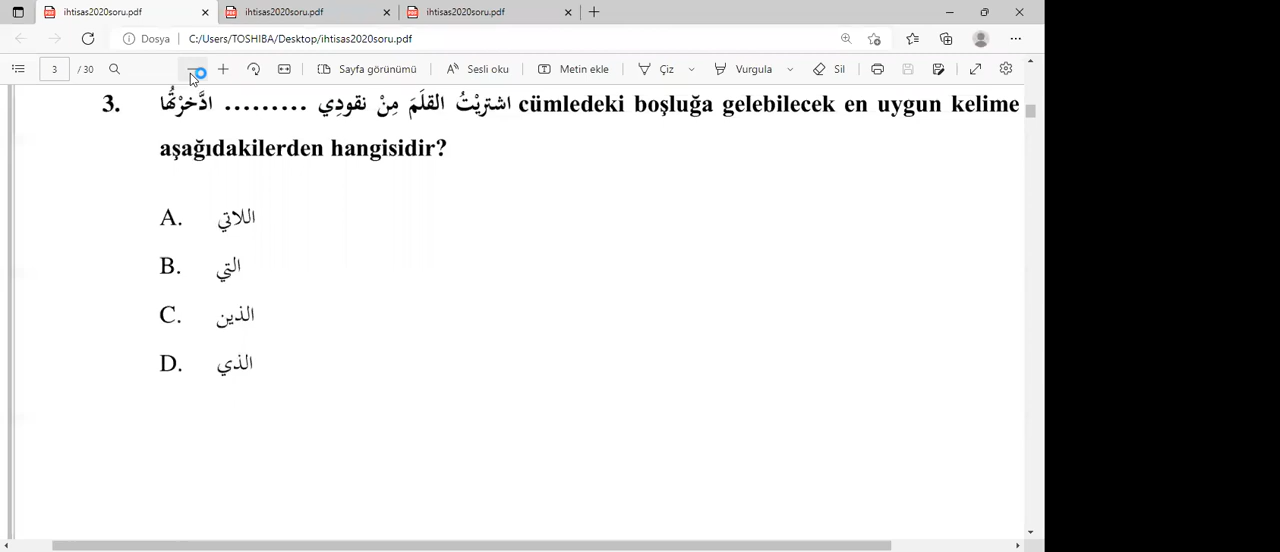 ihtisas2020soru.pdf
ihtisas2020soru.pdf
ihtisas2020soru.pdf
Dosya C:/Users/TOSHIBA/Desktop/ihtisas2020soru.pdf
3 / 30 Sayfa görünümü Sesli oku Metin ekle Çiz Vurgula Sil
3. اشتريْتُ القلَمَ مِنْ نقودِي ......... ادَّخرْتُها cümledeki boşluğa gelebilecek en uygun kelime
aşağıdakilerden hangisidir?
A. اللاتي
B. التي
C. الذين
D. الذي